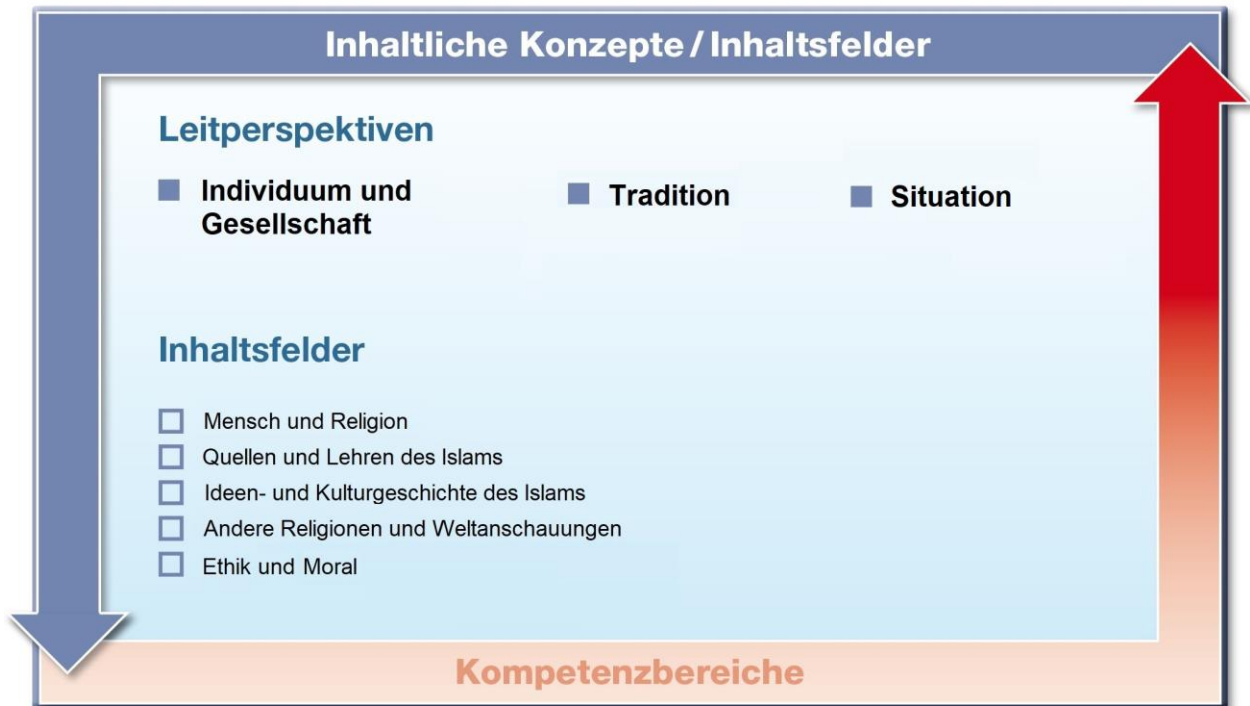 Inhaltliche Konzepte / Inhaltsfelder
Leitperspektiven
Individuum und
Gesellschaft
Tradition
Situation
Inhaltsfelder
Mensch und Religion
Quellen und Lehren des Islams
Ideen- und Kulturgeschichte des Islams
Andere Religionen und Weltanschauungen
Ethik und Moral
Kompetenzbereiche